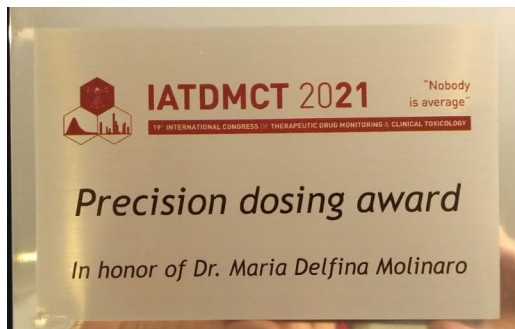 IATDMCT 2021
"Nobody
is average"
19th INTERNATIONAL CONGRESS OF THERAPEUTIC DRUG MONITORING & CLINICAL TOXICOLOGY
Precision dosing award
In honor of Dr. Maria Delfina Molinaro